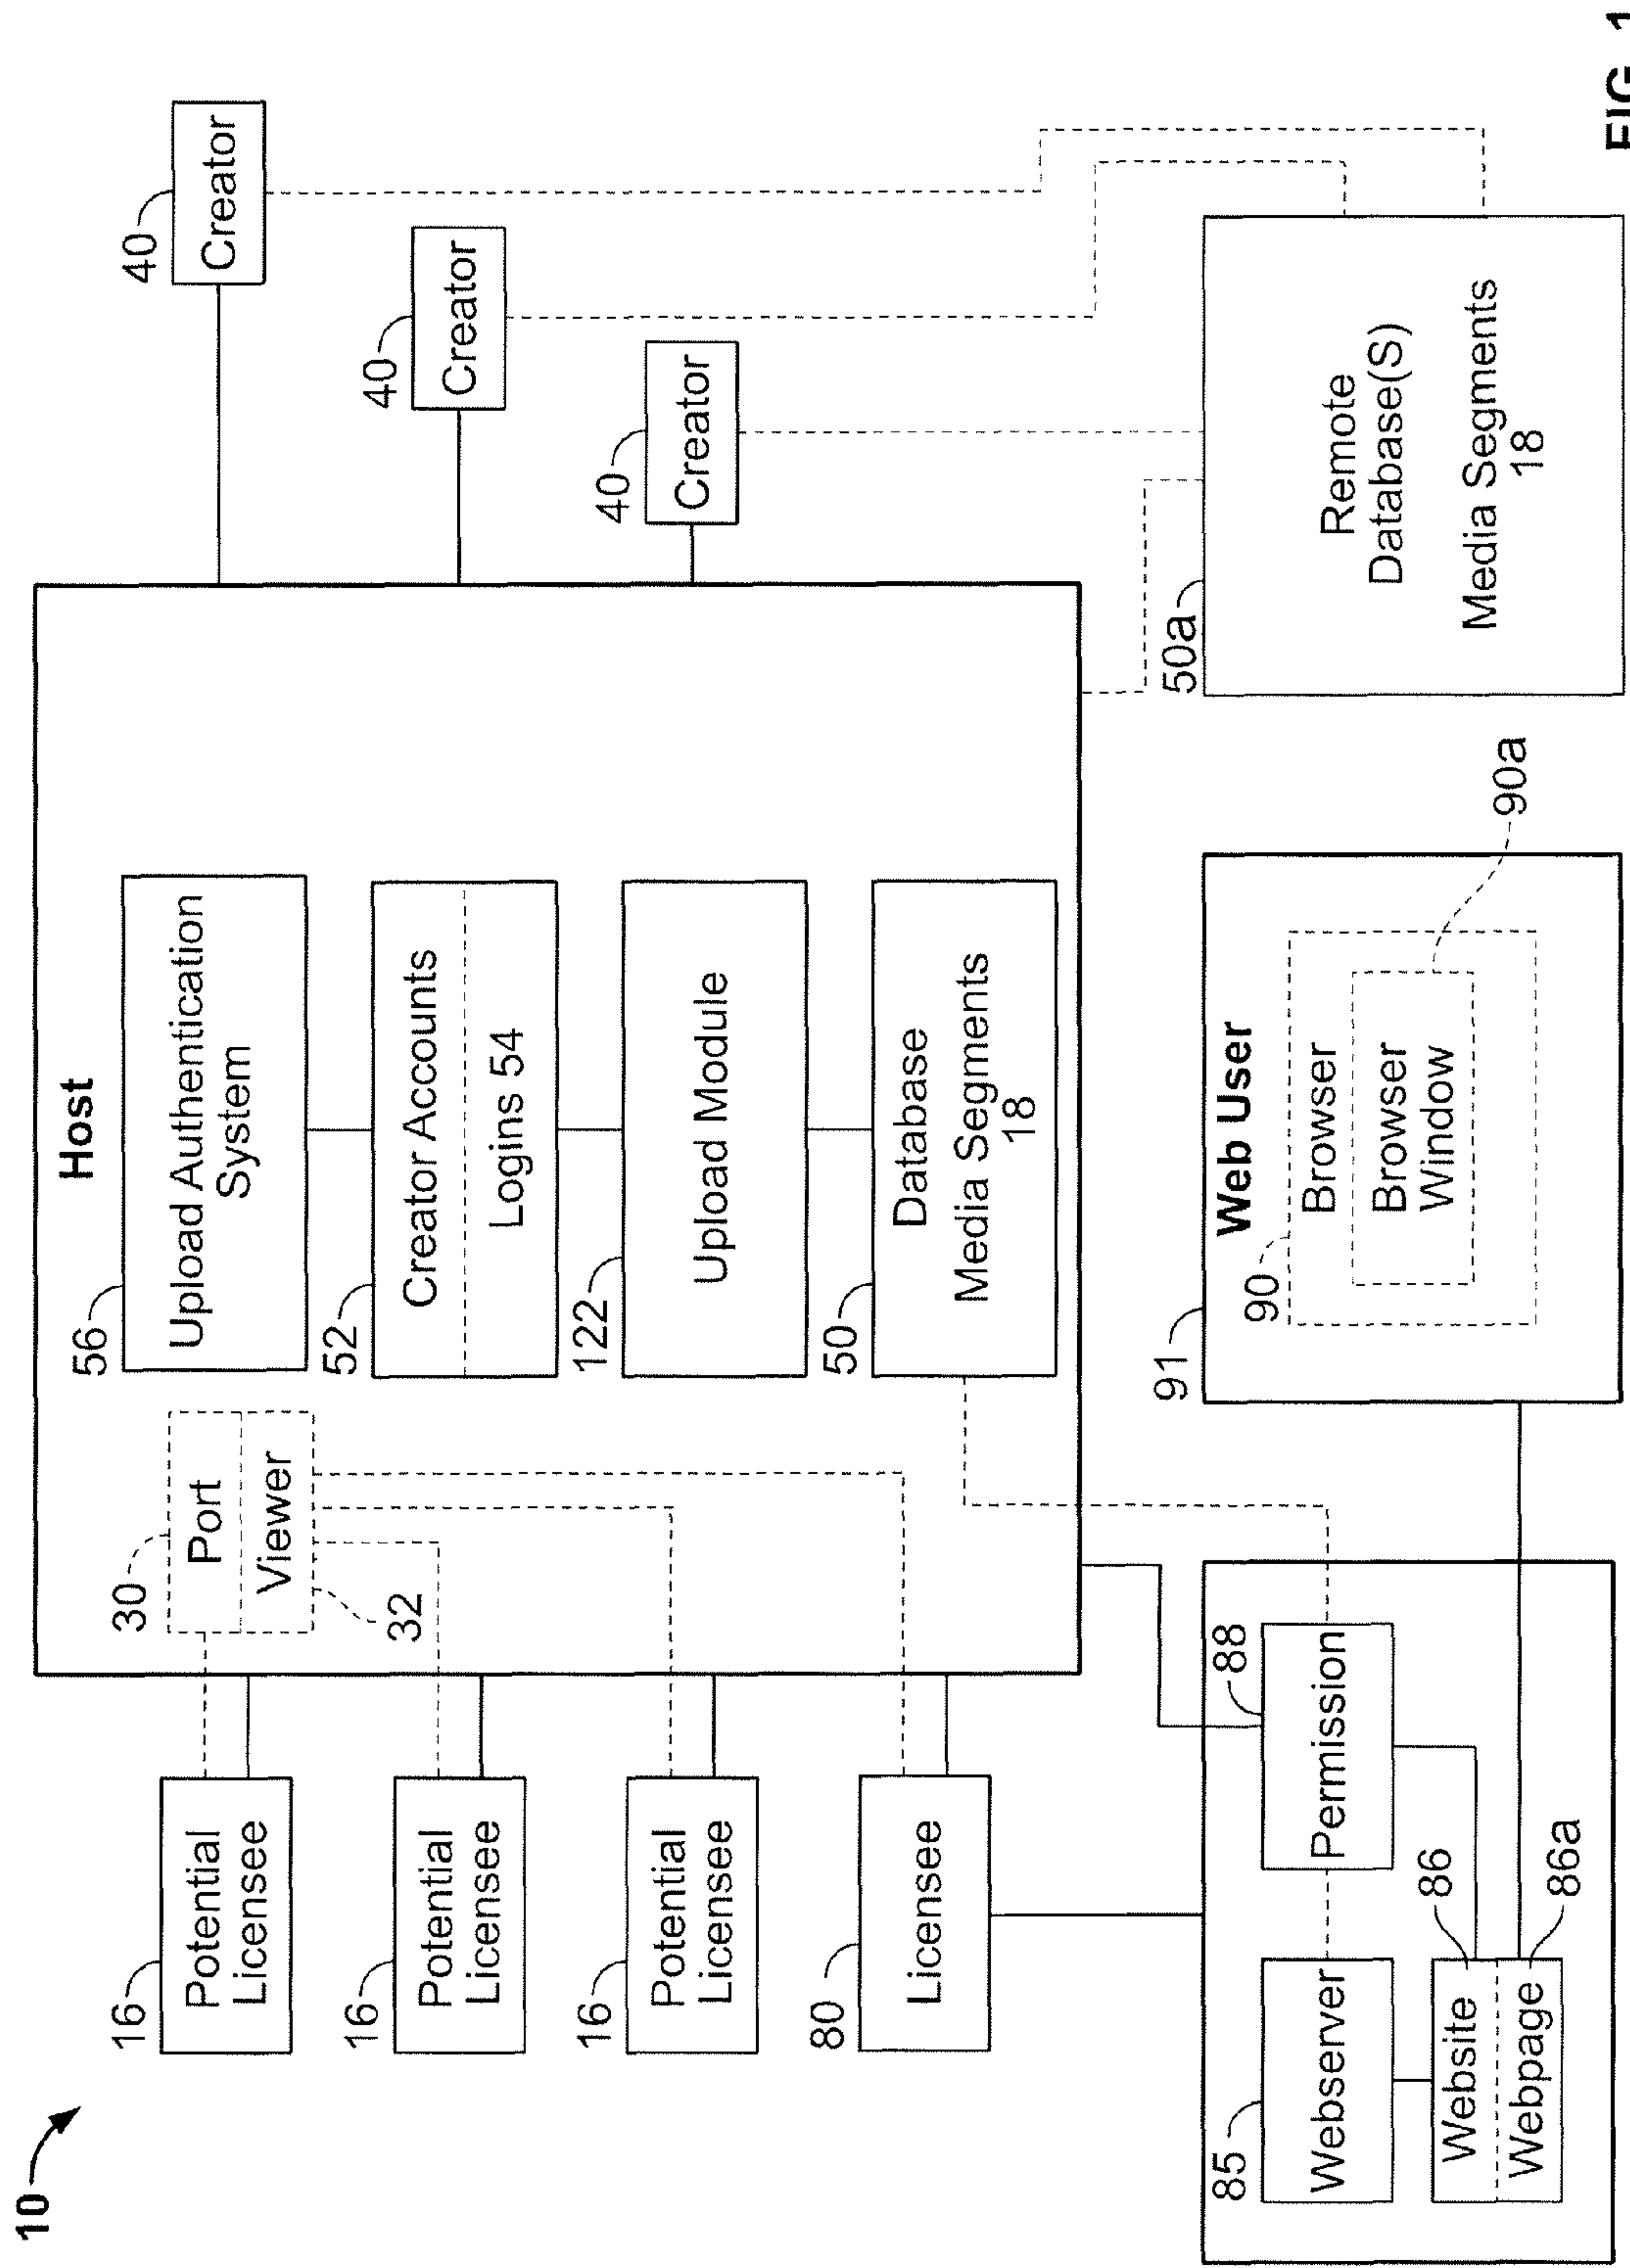 10
Host
16
Potential
Licensee
16
Potential
Licensee
16
Potential
Licensee
80
Licensee
30
Port
Viewer
32
56
Upload Authentication
System
52
Creator Accounts
Logins 54
122
Upload Module
50
Database
Media Segments
18
40
Creator
40
Creator
40
Creator
85
Webserver
88
Permission
86
Website
Webpage
86a
91
Web User
90
Browser
Browser
Window
90a
50a
Remote
Database(S)
Media Segments
18
FIG. 1